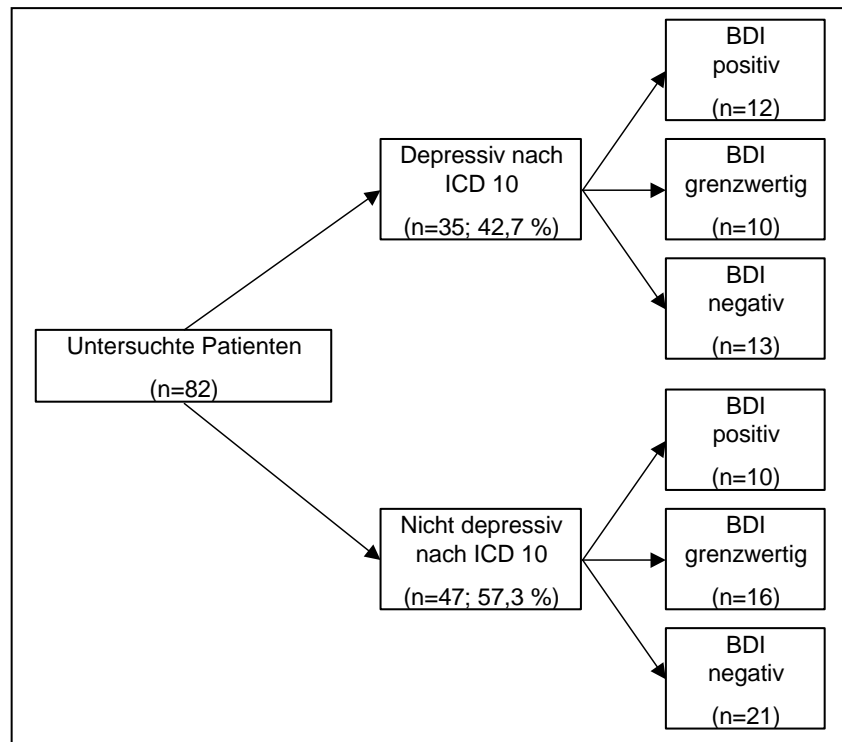 Untersuchte Patienten
(n=82)
Depressiv nach
ICD 10
(n=35; 42,7 %)
BDI
positiv
(n=12)
BDI
grenzwertig
(n=10)
BDI
negativ
(n=13)
Nicht depressiv
nach ICD 10
(n=47; 57,3 %)
BDI
positiv
(n=10)
BDI
grenzwertig
(n=16)
BDI
negativ
(n=21)